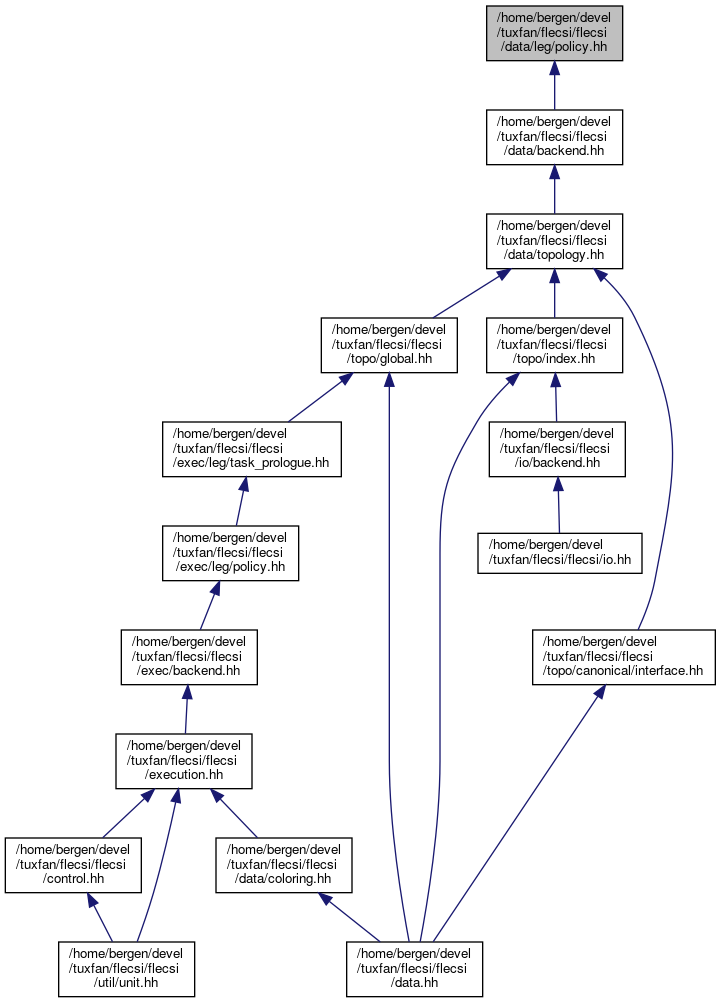 /home/bergen/devel
/tuxfan/flecsi/flecsi
/data/leg/policy.hh
/home/bergen/devel
/tuxfan/flecsi/flecsi
/data/backend.hh
/home/bergen/devel
/tuxfan/flecsi/flecsi
/data/topology.hh
/home/bergen/devel
/tuxfan/flecsi/flecsi
/topo/global.hh
/home/bergen/devel
/tuxfan/flecsi/flecsi
/topo/index.hh
/home/bergen/devel
/tuxfan/flecsi/flecsi
/exec/leg/task_prologue.hh
/home/bergen/devel
/tuxfan/flecsi/flecsi
/io/backend.hh
/home/bergen/devel
/tuxfan/flecsi/flecsi
/exec/leg/policy.hh
/home/bergen/devel
/tuxfan/flecsi/flecsi/io.hh
/home/bergen/devel
/tuxfan/flecsi/flecsi
/exec/backend.hh
/home/bergen/devel
/tuxfan/flecsi/flecsi
/topo/canonical/interface.hh
/home/bergen/devel
/tuxfan/flecsi/flecsi
/execution.hh
/home/bergen/devel
/tuxfan/flecsi/flecsi
/control.hh
/home/bergen/devel
/tuxfan/flecsi/flecsi
/data/coloring.hh
/home/bergen/devel
/tuxfan/flecsi/flecsi
/util/unit.hh
/home/bergen/devel
/tuxfan/flecsi/flecsi
/data.hh